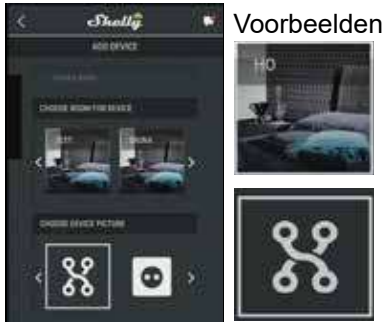 Shelly
Voorbeelden
ADD DEVICE
CHOOSE ROOM FOR DEVICE
HO
CHOOSE DEVICE PICTURE